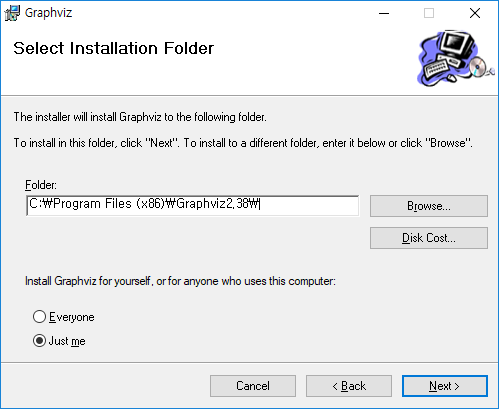 Graphviz
Select Installation Folder
The installer will install Graphviz to the following folder.
To install in this folder, click "Next". To install to a different folder, enter it below or click "Browse".
Folder:
C:₩Program Files (x86)₩Graphviz2.38₩
Browse...
Disk Cost...
Install Graphviz for yourself, or for anyone who uses this computer:
Everyone
Just me
Cancel
< Back
Next >